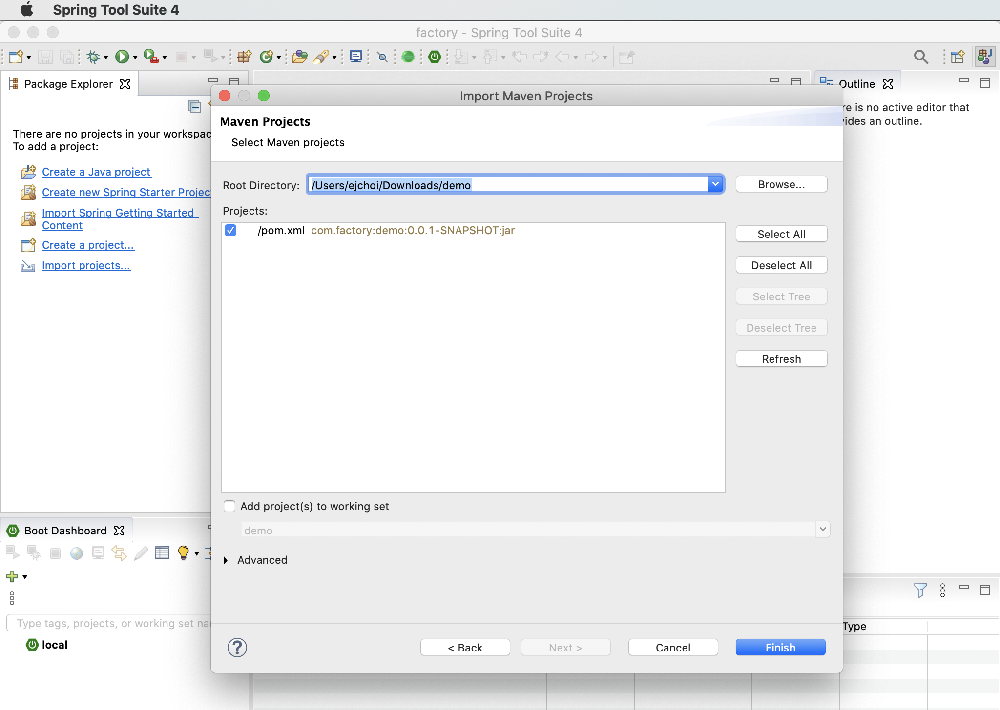 Spring Tool Suite 4
factory - Spring Tool Suite 4
Package Explorer
Outline
Import Maven Projects
Maven Projects
Select Maven projects
re is no active editor that
vides an outline.
There are no projects in your workspac
To add a project:
Create a Java project
Create new Spring Starter Projec
Import Spring Getting Started
Content
Create a project...
Import projects...
Root Directory: /Users/ejchoi/Downloads/demo
Browse...
Projects:
/pom.xml com.factory:demo:0.0.1-SNAPSHOT:jar
Select All
Deselect All
Select Tree
Deselect Tree
Refresh
Add project(s) to working set
demo
Advanced
Boot Dashboard
Type tags, projects, or working set na
local
Type
?
< Back
Next >
Cancel
Finish